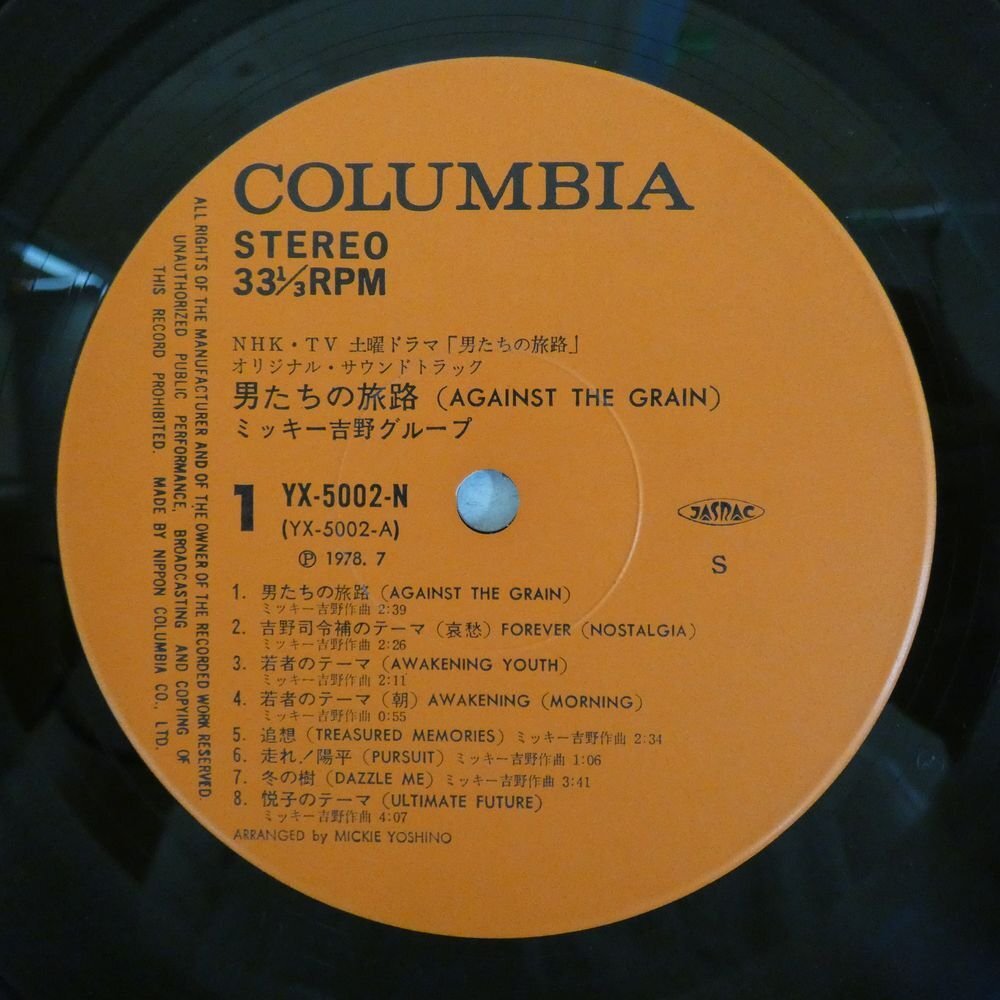 COLUMBIA
STEREO
33⅓RPM
NHK・TV 土曜ドラマ「男たちの旅路」
オリジナル・サウンドトラック
男たちの旅路 (AGAINST THE GRAIN)
ミッキー吉野グループ
1 YX-5002-N
(YX-5002-A)
Ⓟ 1978. 7
JASRAC
S
1. 男たちの旅路 (AGAINST THE GRAIN)
ミッキー吉野作曲 2:39
2. 吉野司令補のテーマ (哀愁) FOREVER (NOSTALGIA)
ミッキー吉野作曲 2:26
3. 若者のテーマ (AWAKENING YOUTH)
ミッキー吉野作曲 2:11
4. 若者のテーマ (朝) AWAKENING (MORNING)
ミッキー吉野作曲 0:55
5. 追想 (TREASURED MEMORIES) ミッキー吉野作曲 2:34
6. 走れ!陽平 (PURSUIT) ミッキー吉野作曲 1:06
7. 冬の樹 (DAZZLE ME) ミッキー吉野作曲 3:41
8. 悦子のテーマ (ULTIMATE FUTURE)
ミッキー吉野作曲 4:07
ARRANGED by MICKIE YOSHINO
ALL RIGHTS OF THE MANUFACTURER AND OF THE OWNER OF THE RECORDED WORK RESERVED.
UNAUTHORIZED PUBLIC PERFORMANCE, BROADCASTING AND COPYING OF
THIS RECORD PROHIBITED. MADE BY NIPPON COLUMBIA CO., LTD.